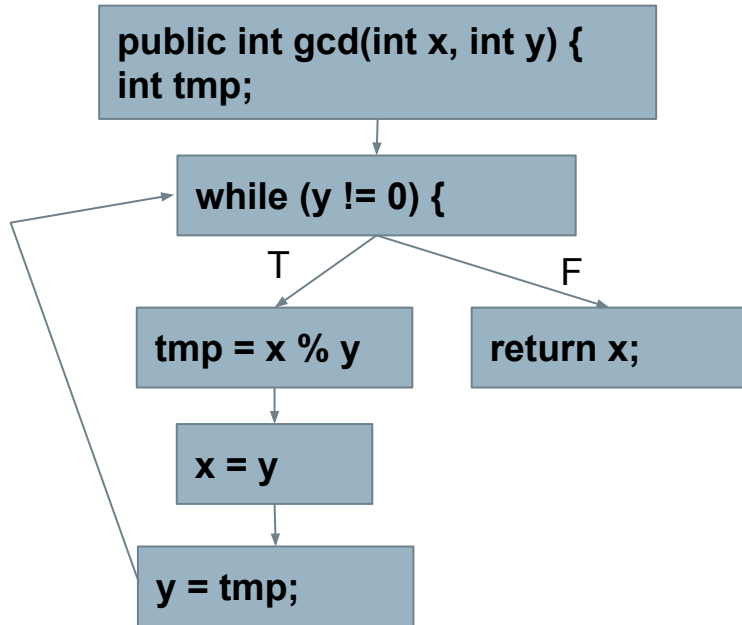 public int gcd(int x, int y) {
int tmp;
while (y != 0) {
T
F
tmp = x % y
return x;
x = y
y = tmp;